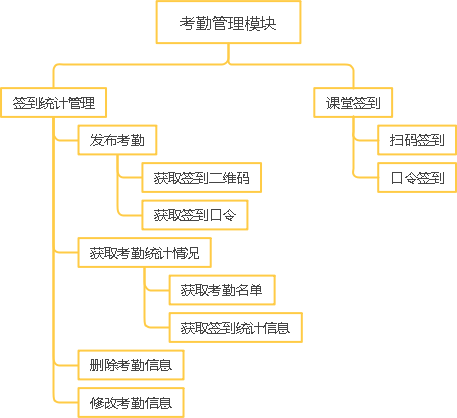 考勤管理模块
签到统计管理
发布考勤
获取签到二维码
获取签到口令
获取考勤统计情况
获取考勤名单
获取签到统计信息
删除考勤信息
修改考勤信息
课堂签到
扫码签到
口令签到